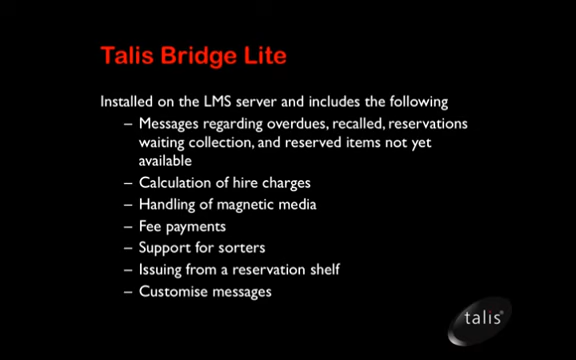 Talis Bridge Lite
Installed on the LMS server and includes the following
– Messages regarding overdues, recalled, reservations
waiting collection, and reserved items not yet
available
– Calculation of hire charges
– Handling of magnetic media
– Fee payments
– Support for sorters
– Issuing from a reservation shelf
– Customise messages
talis®